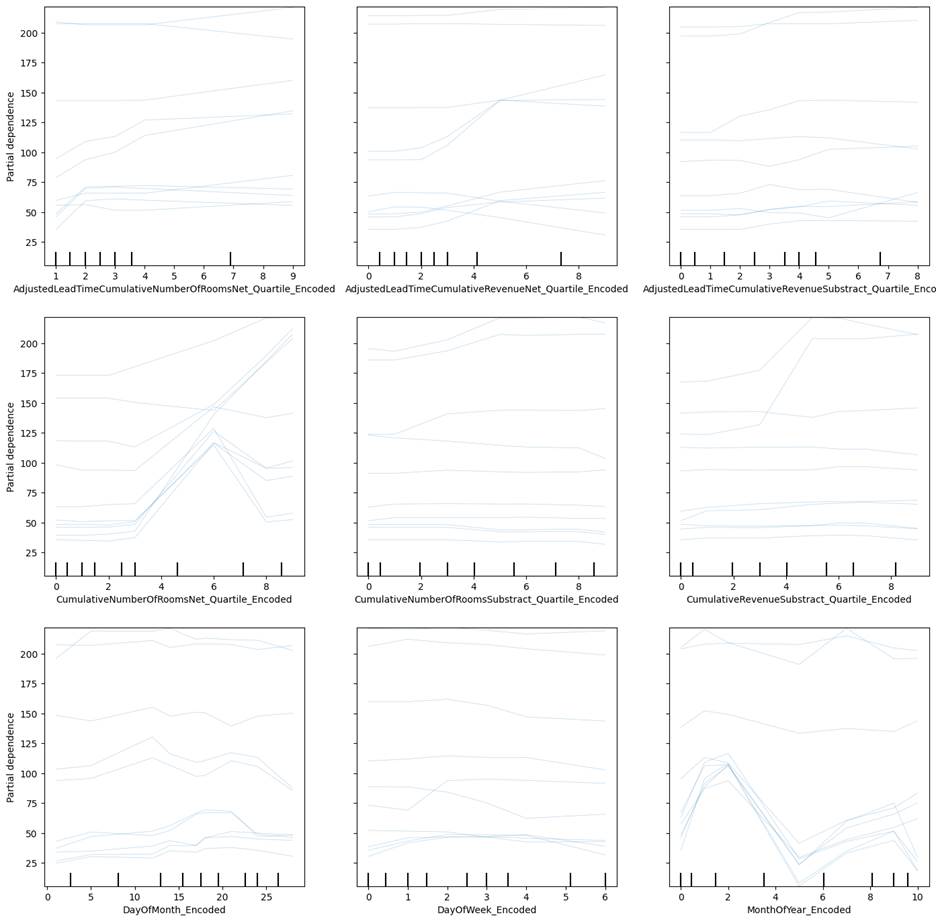 200
175
150
125
100
75
50
25
Partial dependence
1 2 3 4 5 6 7 8 9
0 2 4 6 8
0 1 2 3 4 5 6 7 8
AdjustedLeadTimeCumulativeNumberOfRoomsNet_Quartile_Encoded
AdjustedLeadTimeCumulativeRevenueNet_Quartile_Encoded
AdjustedLeadTimeCumulativeRevenueSubstract_Quartile_Enco
200
175
150
125
100
75
50
25
Partial dependence
0 2 4 6 8
0 2 4 6 8
0 2 4 6 8
CumulativeNumberOfRoomsNet_Quartile_Encoded
CumulativeNumberOfRoomsSubstract_Quartile_Encoded
CumulativeRevenueSubstract_Quartile_Encoded
200
175
150
125
100
75
50
25
Partial dependence
0 5 10 15 20 25
0 1 2 3 4 5 6
0 2 4 6 8 10
DayOfMonth_Encoded
DayOfWeek_Encoded
MonthOfYear_Encoded